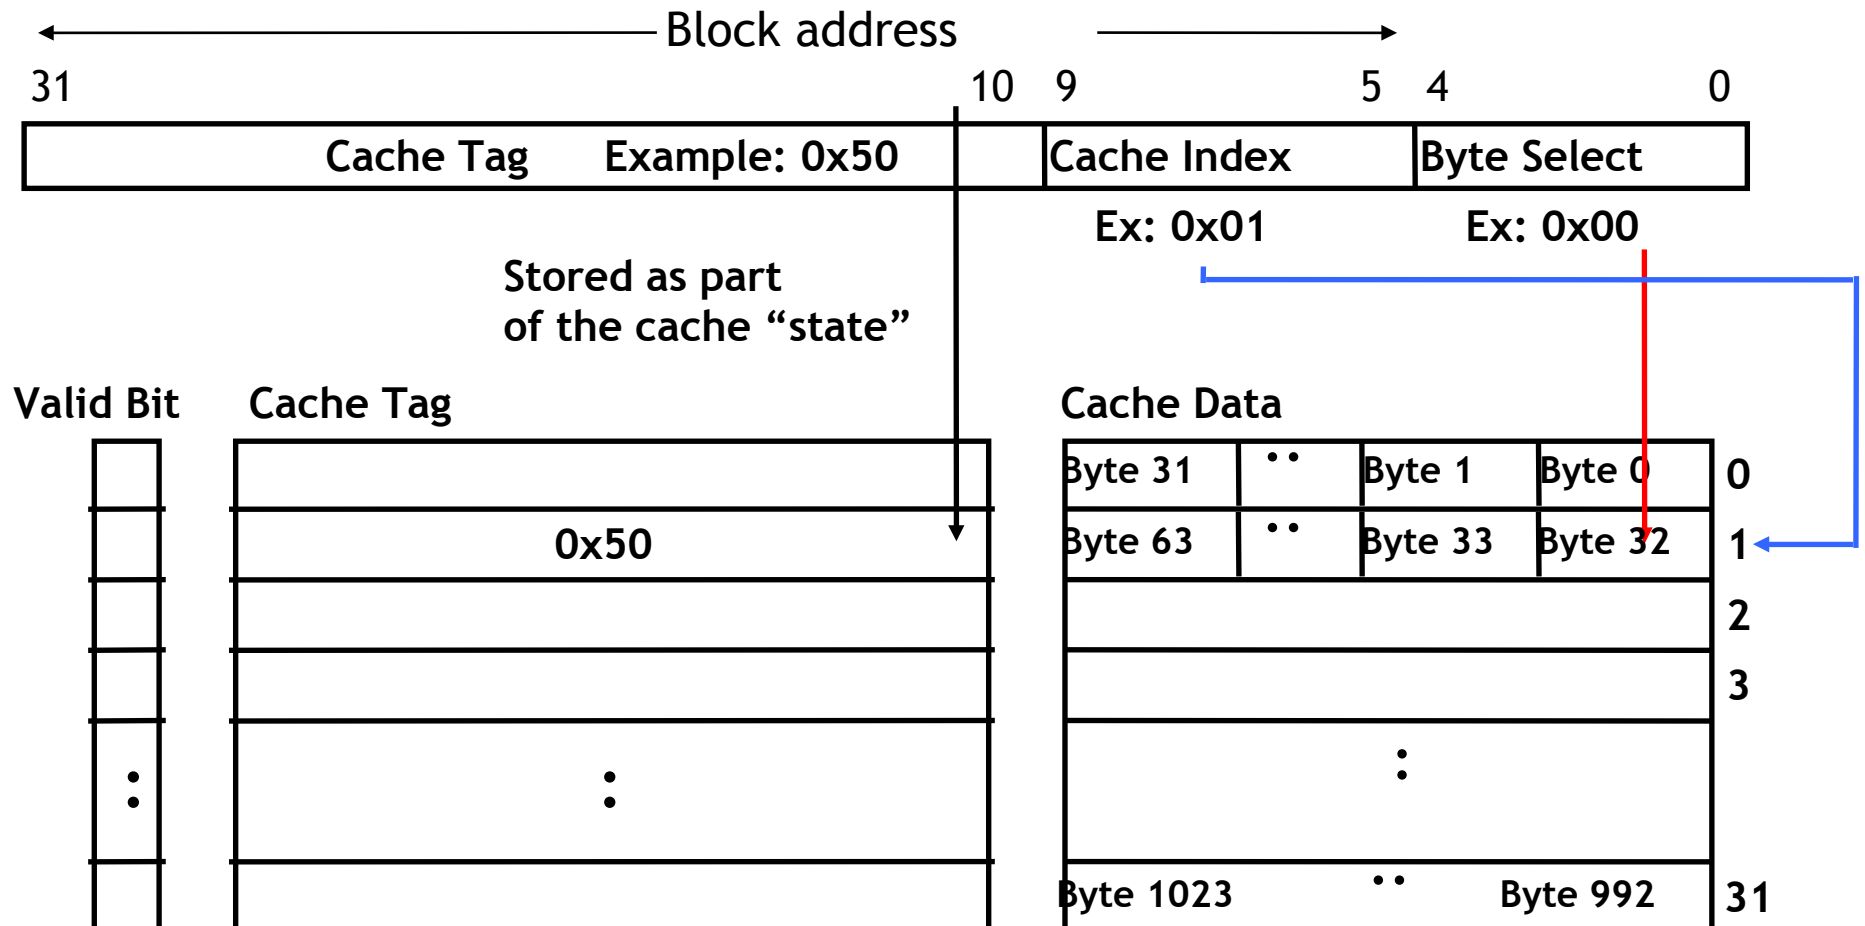 Block address
31 10 9 5 4 0
Cache Tag Example: 0x50 Cache Index Byte Select
Ex: 0x01 Ex: 0x00
Stored as part
of the cache “state”
Valid Bit Cache Tag Cache Data
Byte 31 .. Byte 1 Byte 0 0
0x50 Byte 63 .. Byte 33 Byte 32 1
2
3
: : :
Byte 1023 .. Byte 992 31